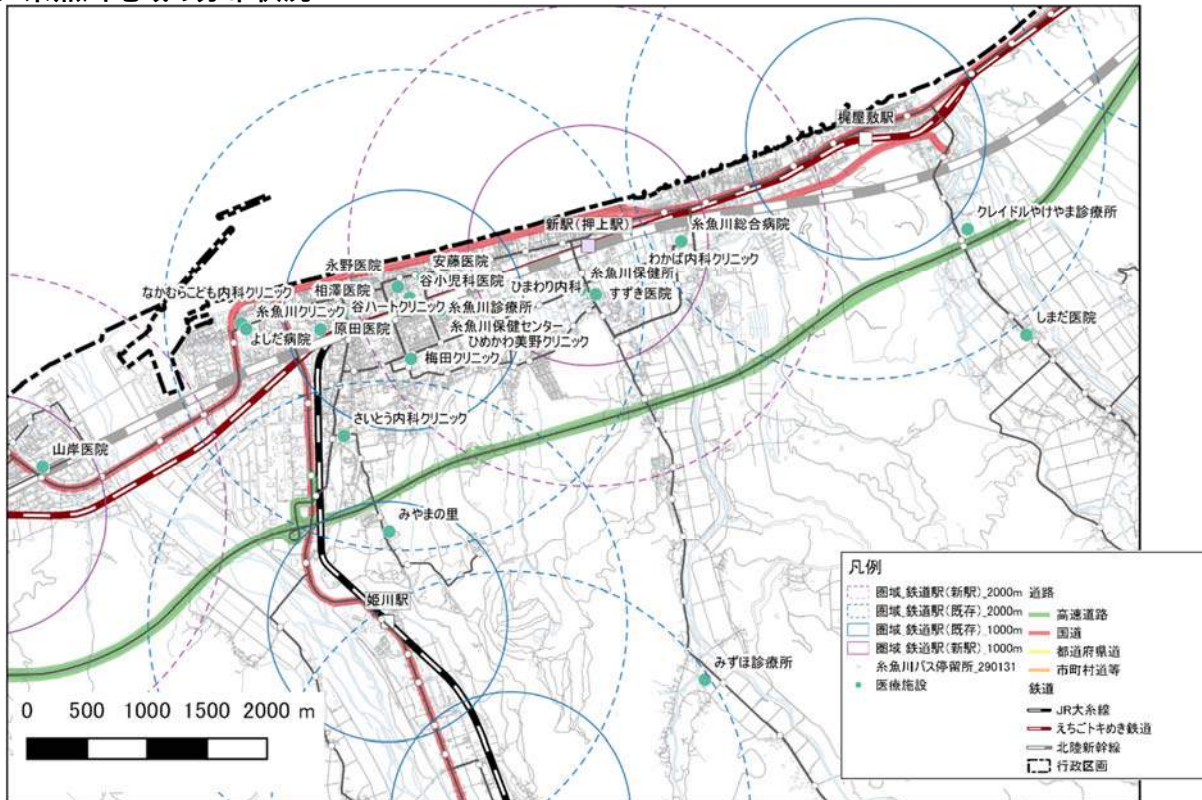 梶屋敷駅
クレイドルやけやま診療所
新駅(押上駅)
糸魚川総合病院
わかば内科クリニック
永野医院
安藤医院
糸魚川保健所
なかむらこども内科クリニック
相澤医院
谷小児科医院
ひまわり内科
すずき医院
しまだ医院
糸魚川クリニック
谷ハートクリニック
糸魚川診療所
よしだ病院
原田医院
糸魚川保健センター
ひめかわ美野クリニック
梅田クリニック
さいとう内科クリニック
山岸医院
みやまの里
姫川駅
みずほ診療所
0 500 1000 1500 2000 m
凡例
圏域_鉄道駅(新駅)_2000m
圏域_鉄道駅(既存)_2000m
圏域_鉄道駅(既存)_1000m
圏域_鉄道駅(新駅)_1000m
糸魚川バス停留所_290131
医療施設
道路
高速道路
国道
都道府県道
市町村道等
鉄道
JR大糸線
えちごトキめき鉄道
北陸新幹線
行政区画